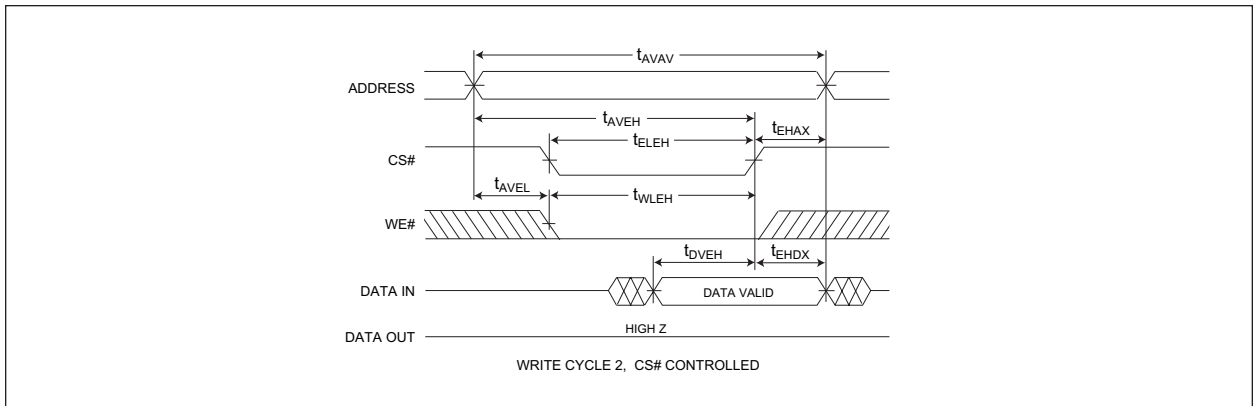 tAVAV
ADDRESS
tAVEH
tELEH
tEHAX
CS#
tAVEL
tWLEH
WE#
tDVEH
tEHDX
DATA IN
DATA VALID
DATA OUT
HIGH Z
WRITE CYCLE 2, CS# CONTROLLED